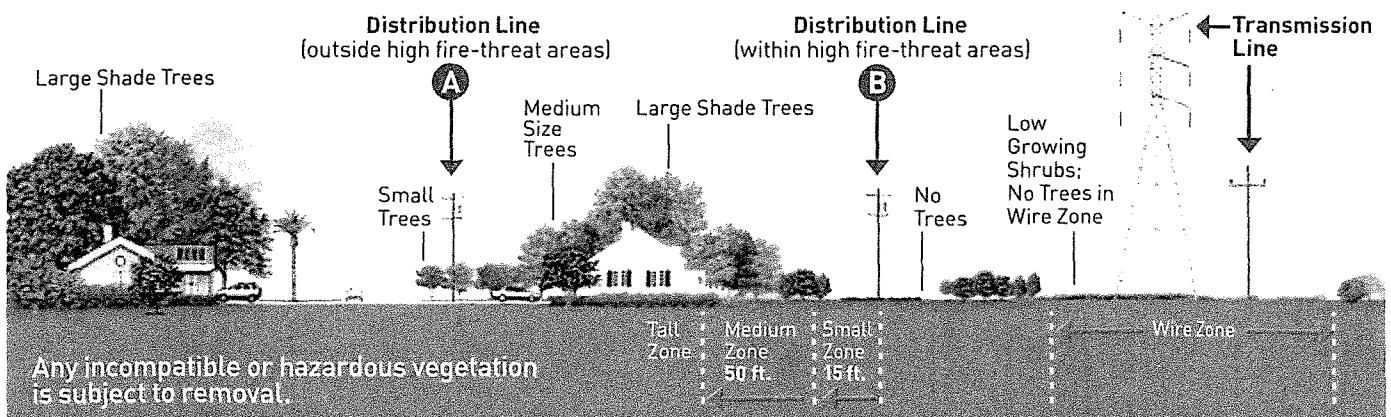 Distribution Line
(outside high fire-threat areas)
A
Distribution Line
(within high fire-threat areas)
B
Transmission
Line
Large Shade Trees
Small
Trees
Medium
Size
Trees
Large Shade Trees
No
Trees
Low
Growing
Shrubs;
No Trees in
Wire Zone
Tall
Zone
Medium
Zone
50 ft.
Small
Zone
15 ft.
Wire Zone
Any incompatible or hazardous vegetation
is subject to removal.